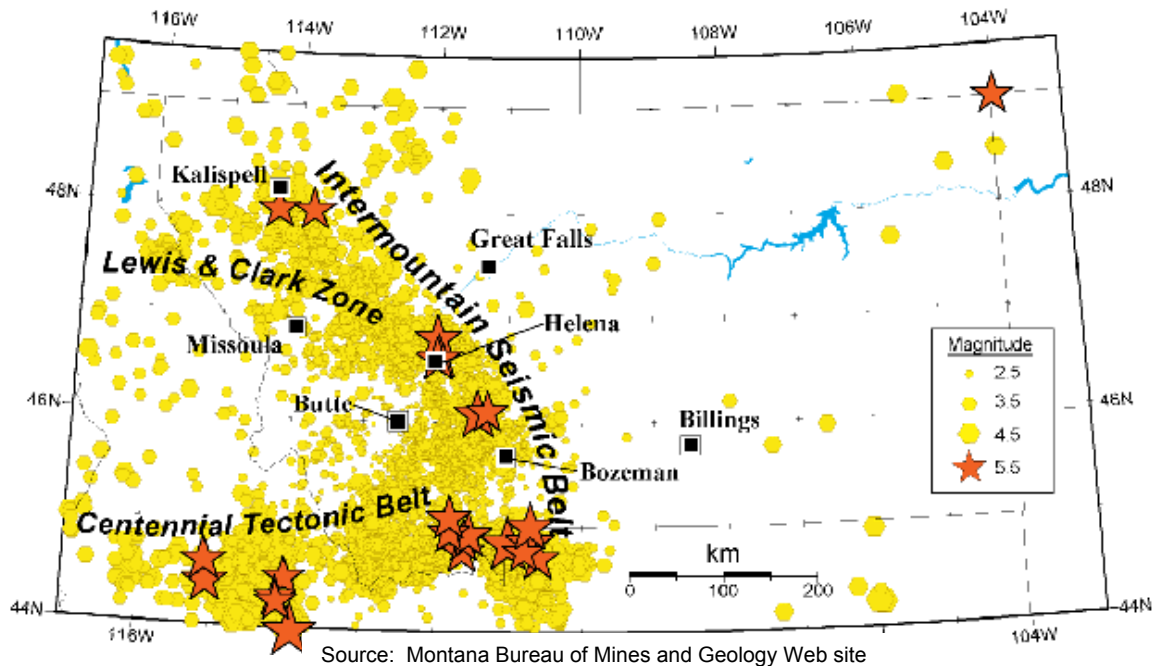 116W 114W 112W 110W 108W 106W 104W
48N
48N
Kalispell
Intermountain Seismic Belt
Great Falls
Lewis & Clark Zone
Helena
Missoula
Magnitude
2.5
3.5
4.5
5.5
46N
46N
Butte
Billings
Bozeman
Centennial Tectonic Belt
km
0 100 200
44N
44N
116W 112W 104W
Source: Montana Bureau of Mines and Geology Web site